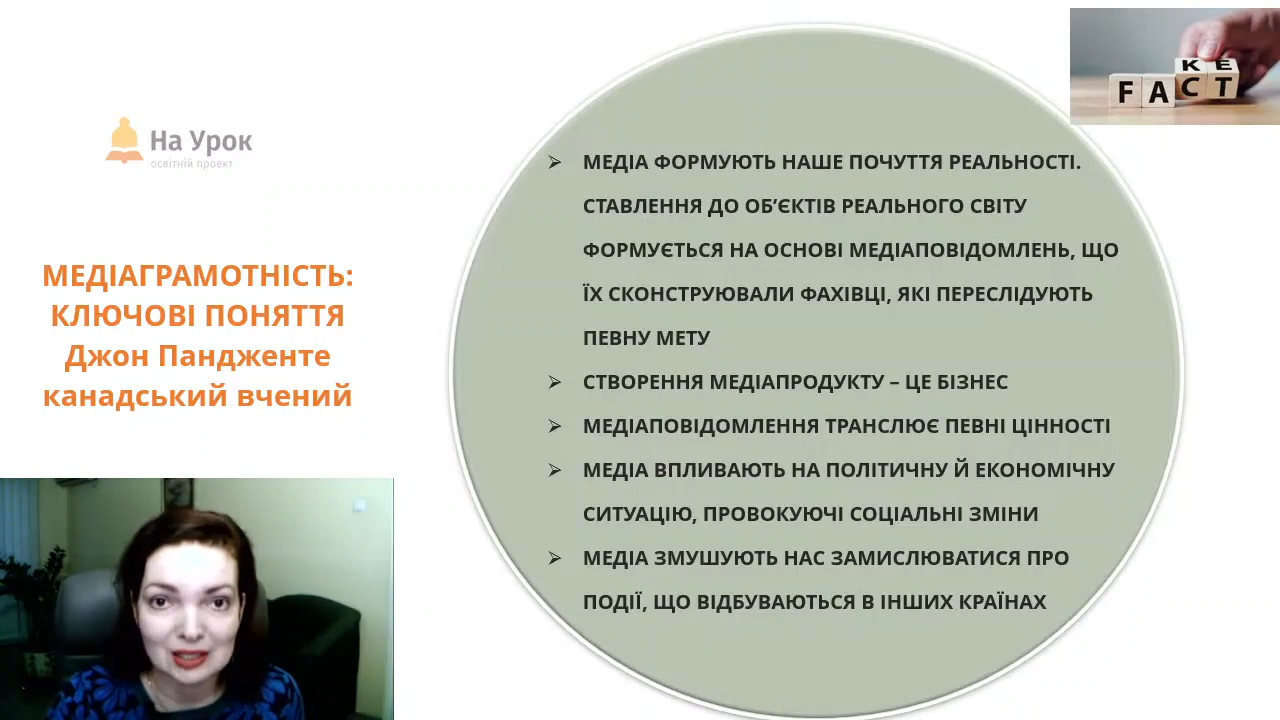 На Урок
освітній проект
МЕДІАГРАМОТНІСТЬ:
КЛЮЧОВІ ПОНЯТТЯ
Джон Пандженте
канадський вчений
➢ МЕДІА ФОРМУЮТЬ НАШЕ ПОЧУТТЯ РЕАЛЬНОСТІ.
СТАВЛЕННЯ ДО ОБ’ЄКТІВ РЕАЛЬНОГО СВІТУ
ФОРМУЄТЬСЯ НА ОСНОВІ МЕДІАПОВІДОМЛЕНЬ, ЩО
ЇХ СКОНСТРУЮВАЛИ ФАХІВЦІ, ЯКІ ПЕРЕСЛІДУЮТЬ
ПЕВНУ МЕТУ
➢ СТВОРЕННЯ МЕДІАПРОДУКТУ – ЦЕ БІЗНЕС
➢ МЕДІАПОВІДОМЛЕННЯ ТРАНСЛЮЄ ПЕВНІ ЦІННОСТІ
➢ МЕДІА ВПЛИВАЮТЬ НА ПОЛІТИЧНУ Й ЕКОНОМІЧНУ
СИТУАЦІЮ, ПРОВОКУЮЧІ СОЦІАЛЬНІ ЗМІНИ
➢ МЕДІА ЗМУШУЮТЬ НАС ЗАМИСЛЮВАТИСЯ ПРО
ПОДІЇ, ЩО ВІДБУВАЮТЬСЯ В ІНШИХ КРАЇНАХ
KE
FACT